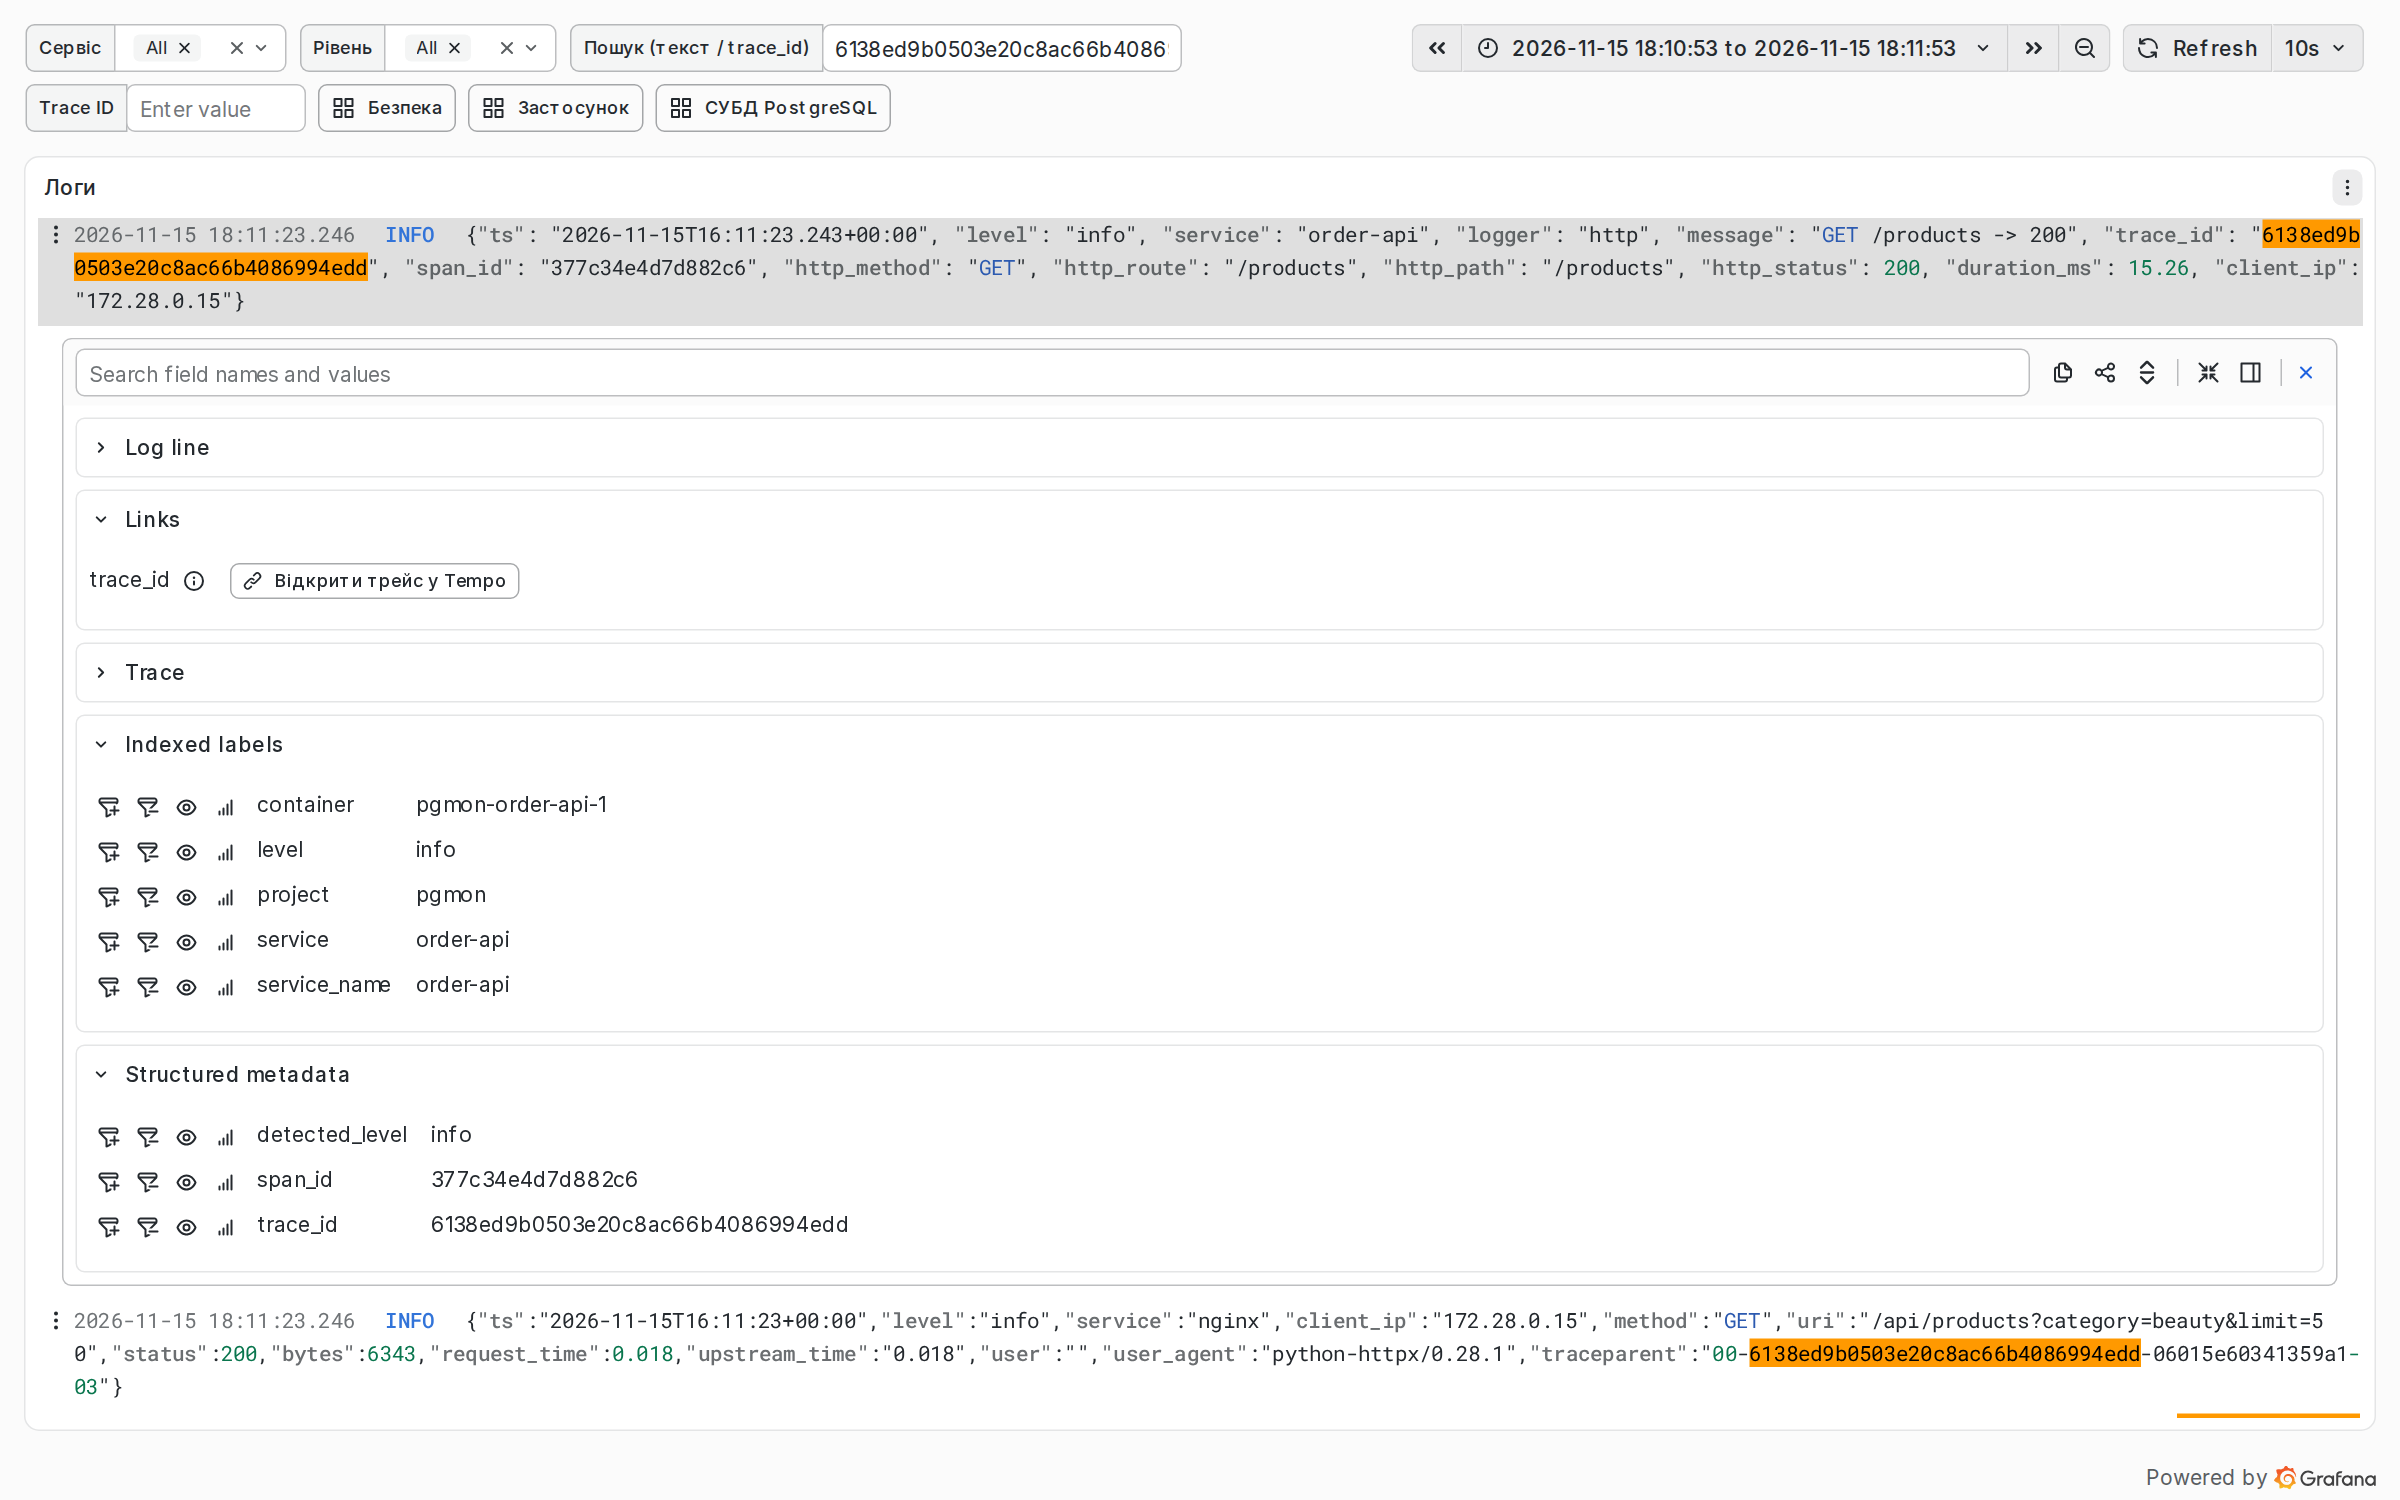 Сервіс All Рівень All Пошук (текст / trace_id) 6138ed9b0503e20c8ac66b4086 2026-11-15 18:10:53 to 2026-11-15 18:11:53 Refresh 10s
Trace ID Enter value Безпека Застосунок СУБД PostgreSQL
Логи
2026-11-15 18:11:23.246 INFO {"ts": "2026-11-15T16:11:23.243+00:00", "level": "info", "service": "order-api", "logger": "http", "message": "GET /products -> 200", "trace_id": "6138ed9b
0503e20c8ac66b4086994edd", "span_id": "377c34e4d7d882c6", "http_method": "GET", "http_route": "/products", "http_path": "/products", "http_status": 200, "duration_ms": 15.26, "client_ip":
"172.28.0.15"}
Search field names and values
Log line
Links
trace_id Відкрити трейс у Tempo
Trace
Indexed labels
container pgmon-order-api-1
level info
project pgmon
service order-api
service_name order-api
Structured metadata
detected_level info
span_id 377c34e4d7d882c6
trace_id 6138ed9b0503e20c8ac66b4086994edd
2026-11-15 18:11:23.246 INFO {"ts":"2026-11-15T16:11:23+00:00","level":"info","service":"nginx","client_ip":"172.28.0.15","method":"GET","uri":"/api/products?category=beauty&limit=5
0","status":200,"bytes":6343,"request_time":0.018,"upstream_time":"0.018","user":"","user_agent":"python-httpx/0.28.1","traceparent":"00-6138ed9b0503e20c8ac66b4086994edd-06015e60341359a1-
03"}
Powered by Grafana